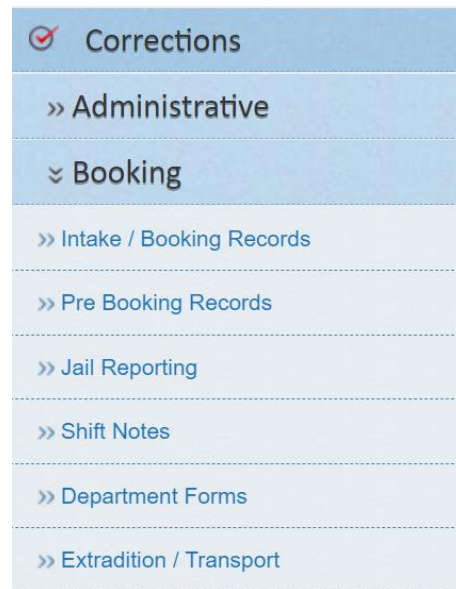 Corrections
Administrative
Booking
Intake / Booking Records
Pre Booking Records
Jail Reporting
Shift Notes
Department Forms
Extradition / Transport